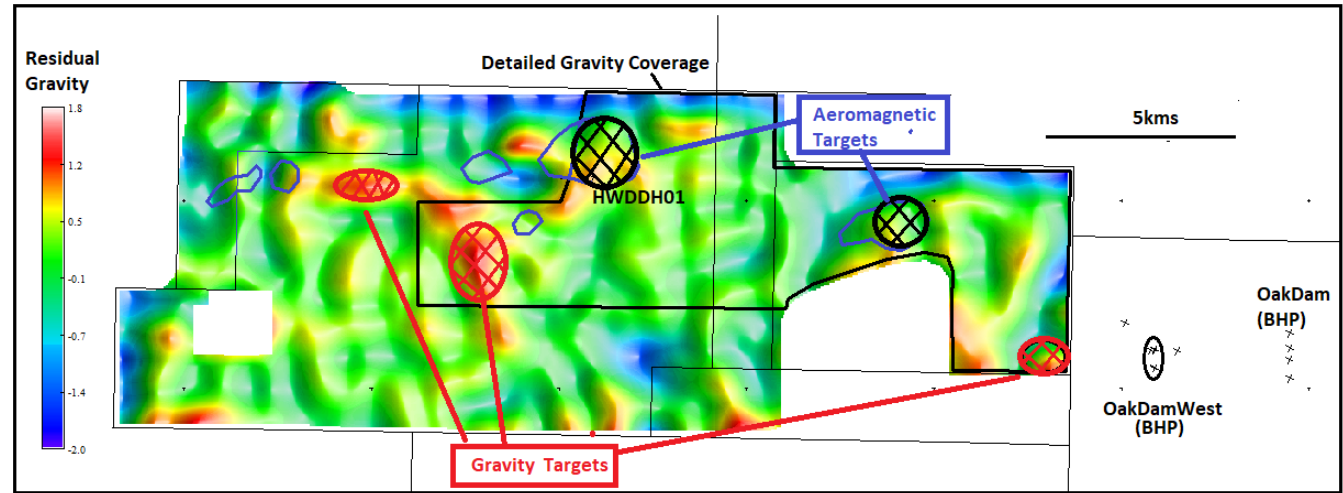 Residual
Gravity
1.8
1.2
0.5
-0.1
-0.7
-1.4
-2.0
Detailed Gravity Coverage
Aeromagnetic
Targets
5kms
HWDDH01
OakDam
(BHP)
OakDamWest
(BHP)
Gravity Targets